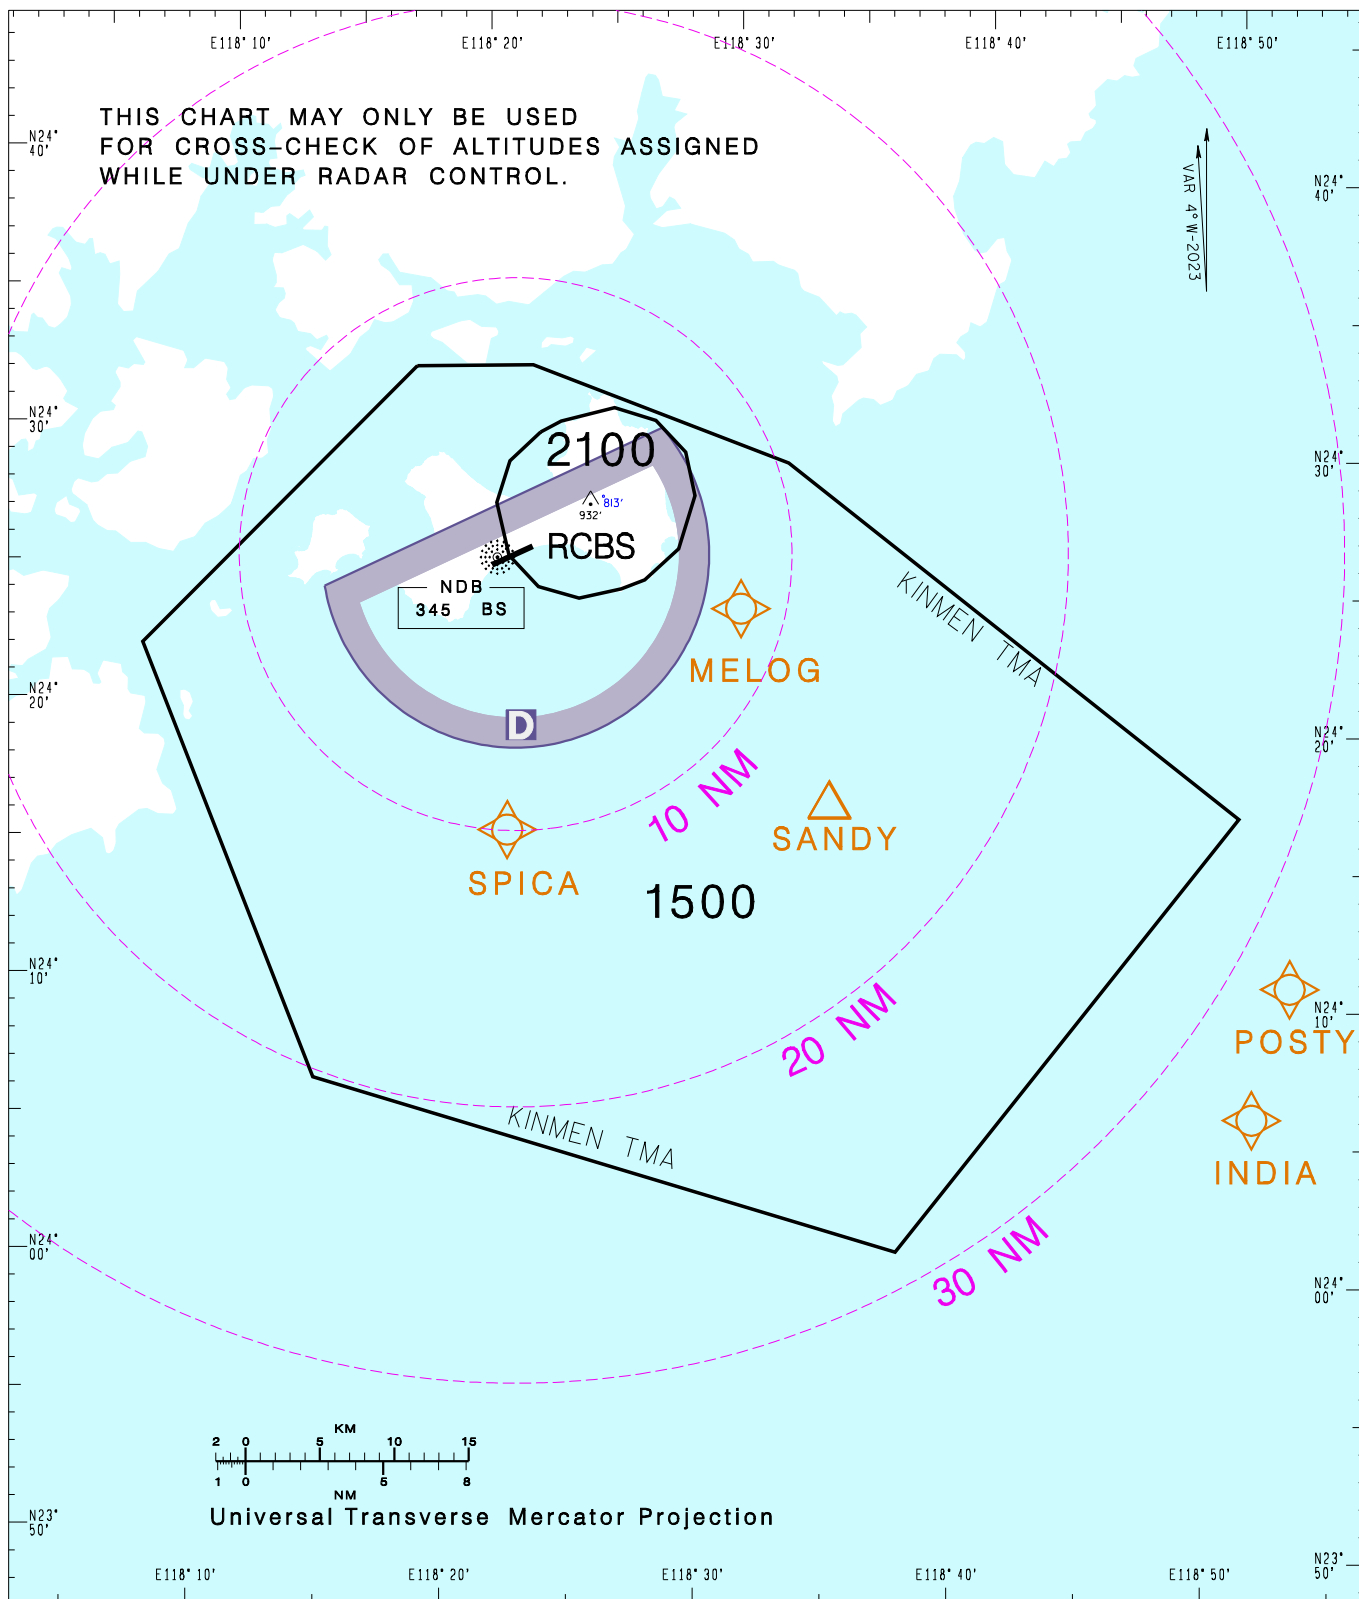 E118° 10'
E118° 20'
E118° 30'
E118° 40'
E118° 50'
THIS CHART MAY ONLY BE USED
FOR CROSS-CHECK OF ALTITUDES ASSIGNED
WHILE UNDER RADAR CONTROL.
N24°
40'
N24°
40'
VAR 4° W-2023
N24°
30'
N24°
30'
2100
813'
932'
RCBS
NDB
345 BS
KINMEN TMA
MELOG
N24°
20'
N24°
20'
D
10 NM
SANDY
SPICA
1500
N24°
10'
N24°
10'
20 NM
POSTY
KINMEN TMA
INDIA
N24°
00'
N24°
00'
30 NM
KM
2 0 5 10 15
1 0 5 8
NM
Universal Transverse Mercator Projection
N23°
50'
N23°
50'
E118° 10'
E118° 20'
E118° 30'
E118° 40'
E118° 50'